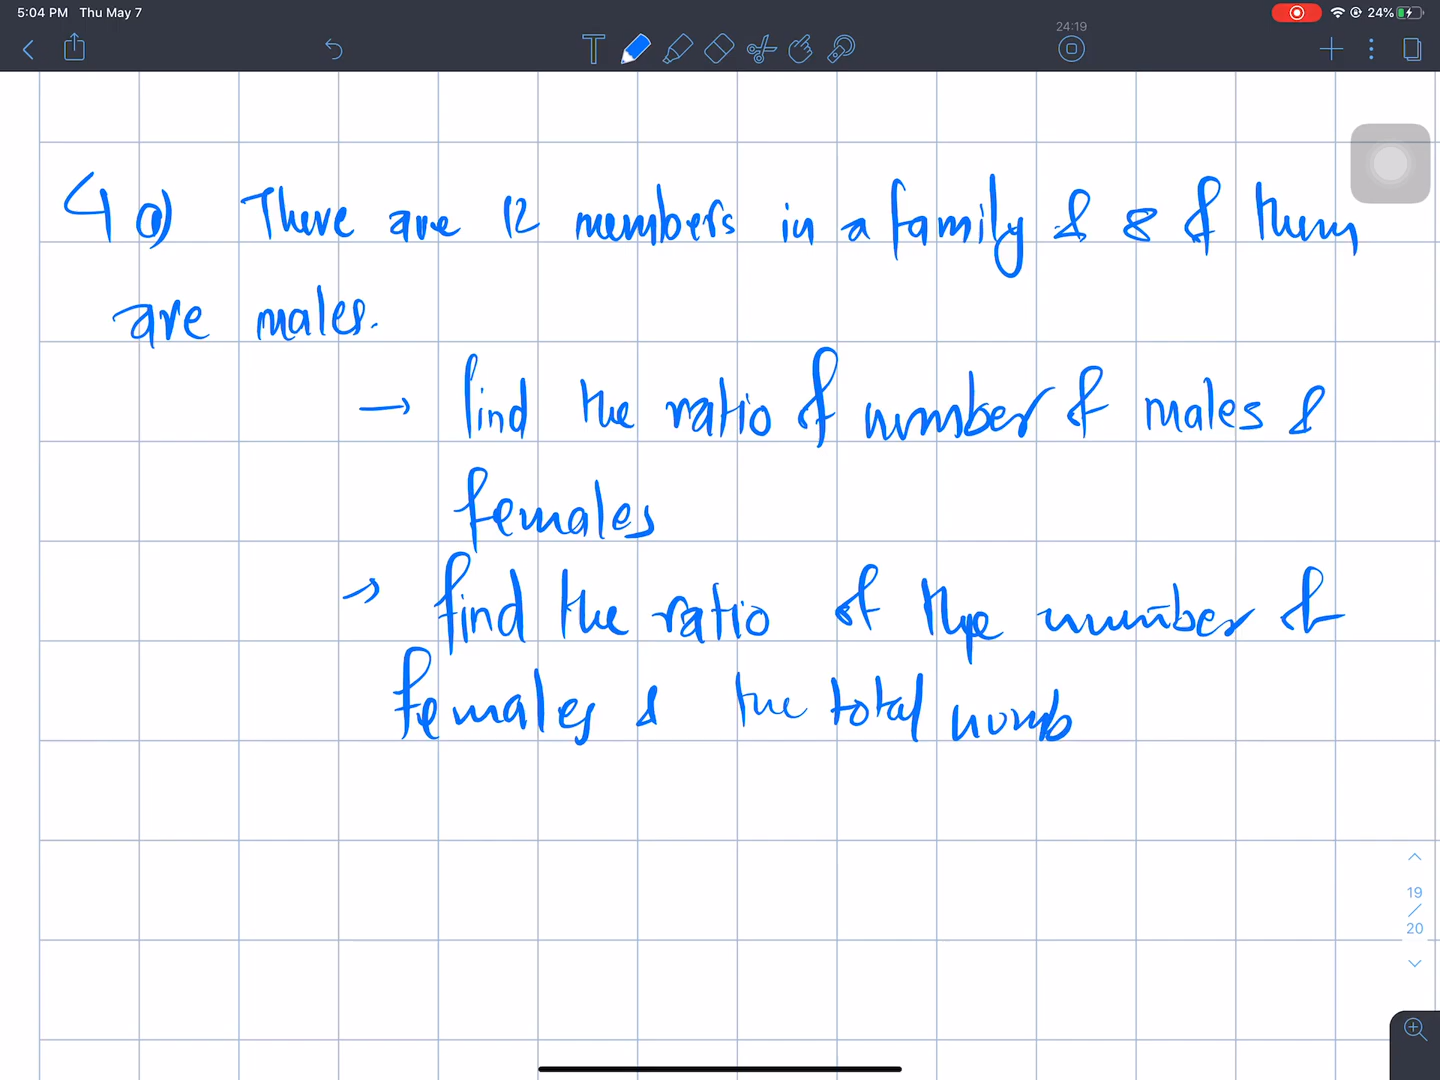 5:04 PM Thu May 7
24%
24:19
4 a) There are 12 members in a family & 8 of them
are males.
→ find the ratio of number of males &
females
→ find the ratio of the number of
females & the total numb
19
/
20